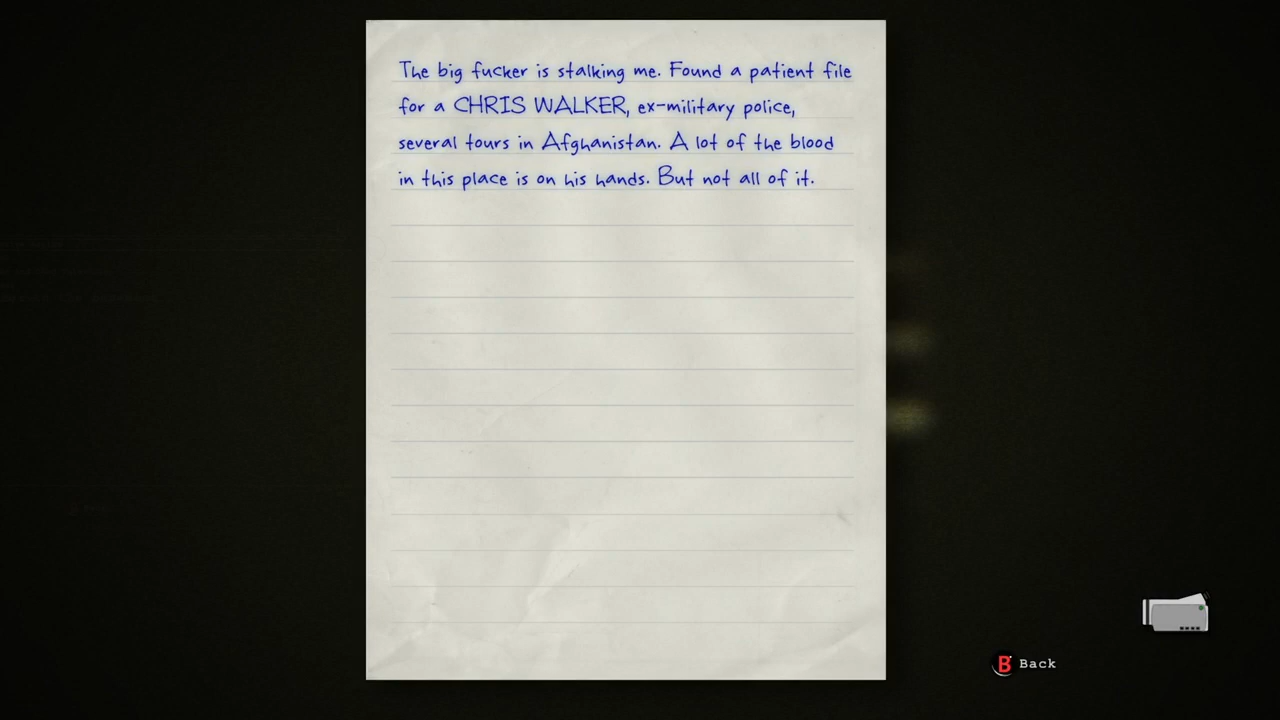 The big fucker is stalking me. Found a patient file
for a CHRIS WALKER, ex-military police,
several tours in Afghanistan. A lot of the blood
in this place is on his hands. But not all of it.
B Back